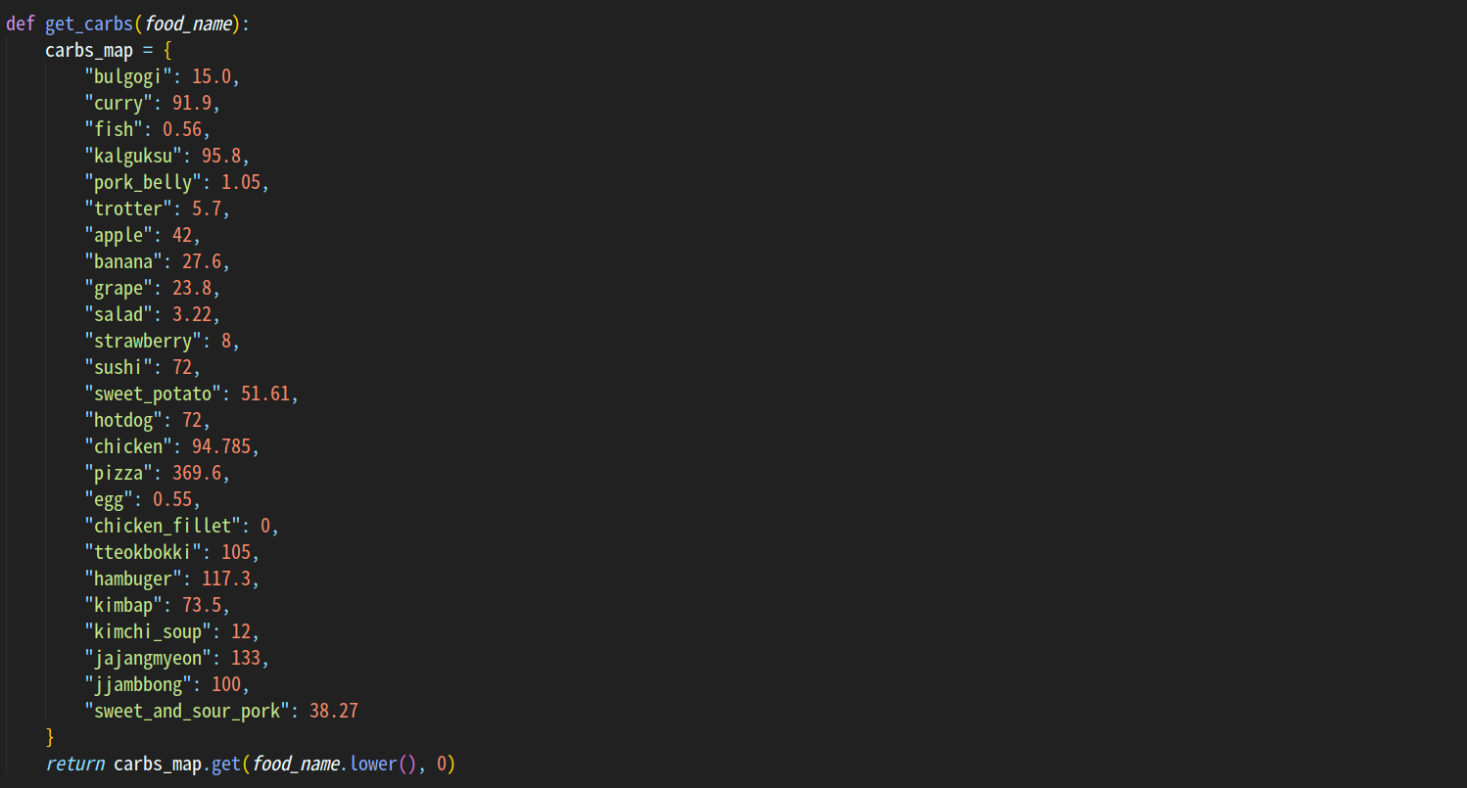 def get_carbs(food_name):
    carbs_map = {
        "bulgogi": 15.0,
        "curry": 91.9,
        "fish": 0.56,
        "kalguksu": 95.8,
        "pork_belly": 1.05,
        "trotter": 5.7,
        "apple": 42,
        "banana": 27.6,
        "grape": 23.8,
        "salad": 3.22,
        "strawberry": 8,
        "sushi": 72,
        "sweet_potato": 51.61,
        "hotdog": 72,
        "chicken": 94.785,
        "pizza": 369.6,
        "egg": 0.55,
        "chicken_fillet": 0,
        "tteokbokki": 105,
        "hambuger": 117.3,
        "kimbap": 73.5,
        "kimchi_soup": 12,
        "jajangmyeon": 133,
        "jjambbong": 100,
        "sweet_and_sour_pork": 38.27
    }
    return carbs_map.get(food_name.lower(), 0)